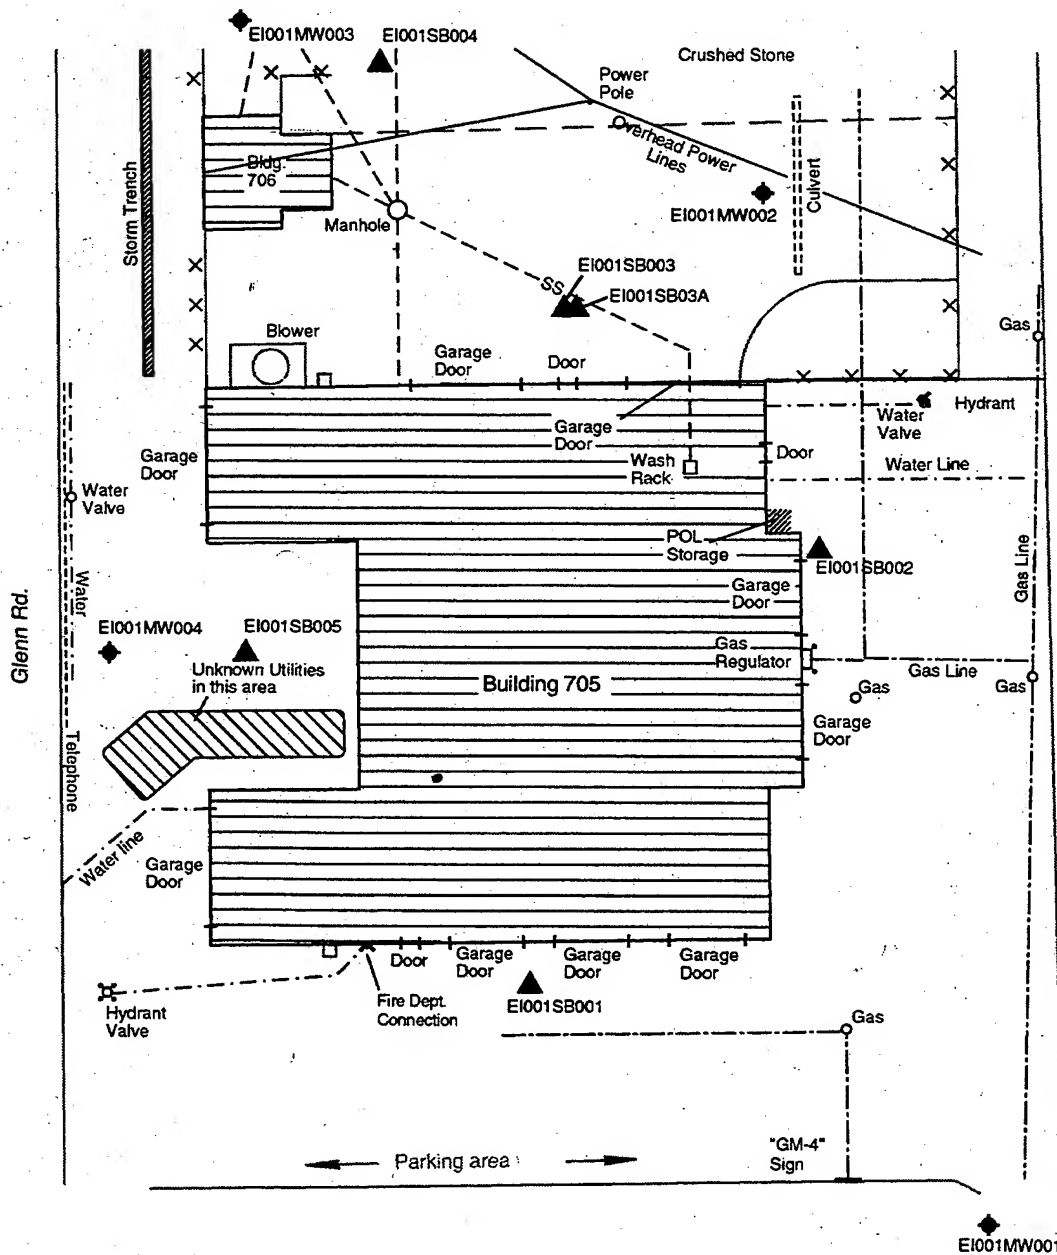 EI001MW003
EI001SB004
Crushed Stone
Power
Pole
Overhead Power
Lines
Storm Trench
Bldg.
706
Culvert
EI001MW002
Manhole
SS
EI001SB003
EI001SB03A
Gas
Blower
Garage
Door
Door
Garage
Door
Water
Valve
Hydrant
Garage
Door
Wash
Rack
Door
Water Line
Water
Valve
POL
Storage
EI001SB002
Gas Line
Water
Garage
Door
Glenn Rd.
EI001MW004
EI001SB005
Unknown Utilities
in this area
Gas
Regulator
Gas Line
Building 705
Gas
Gas
Garage
Door
Telephone
Water line
Garage
Door
Door
Garage
Door
Garage
Door
Garage
Door
EI001SB001
Fire Dept.
Connection
Hydrant
Valve
Gas
"GM-4"
Sign
Parking area
EI001MW001